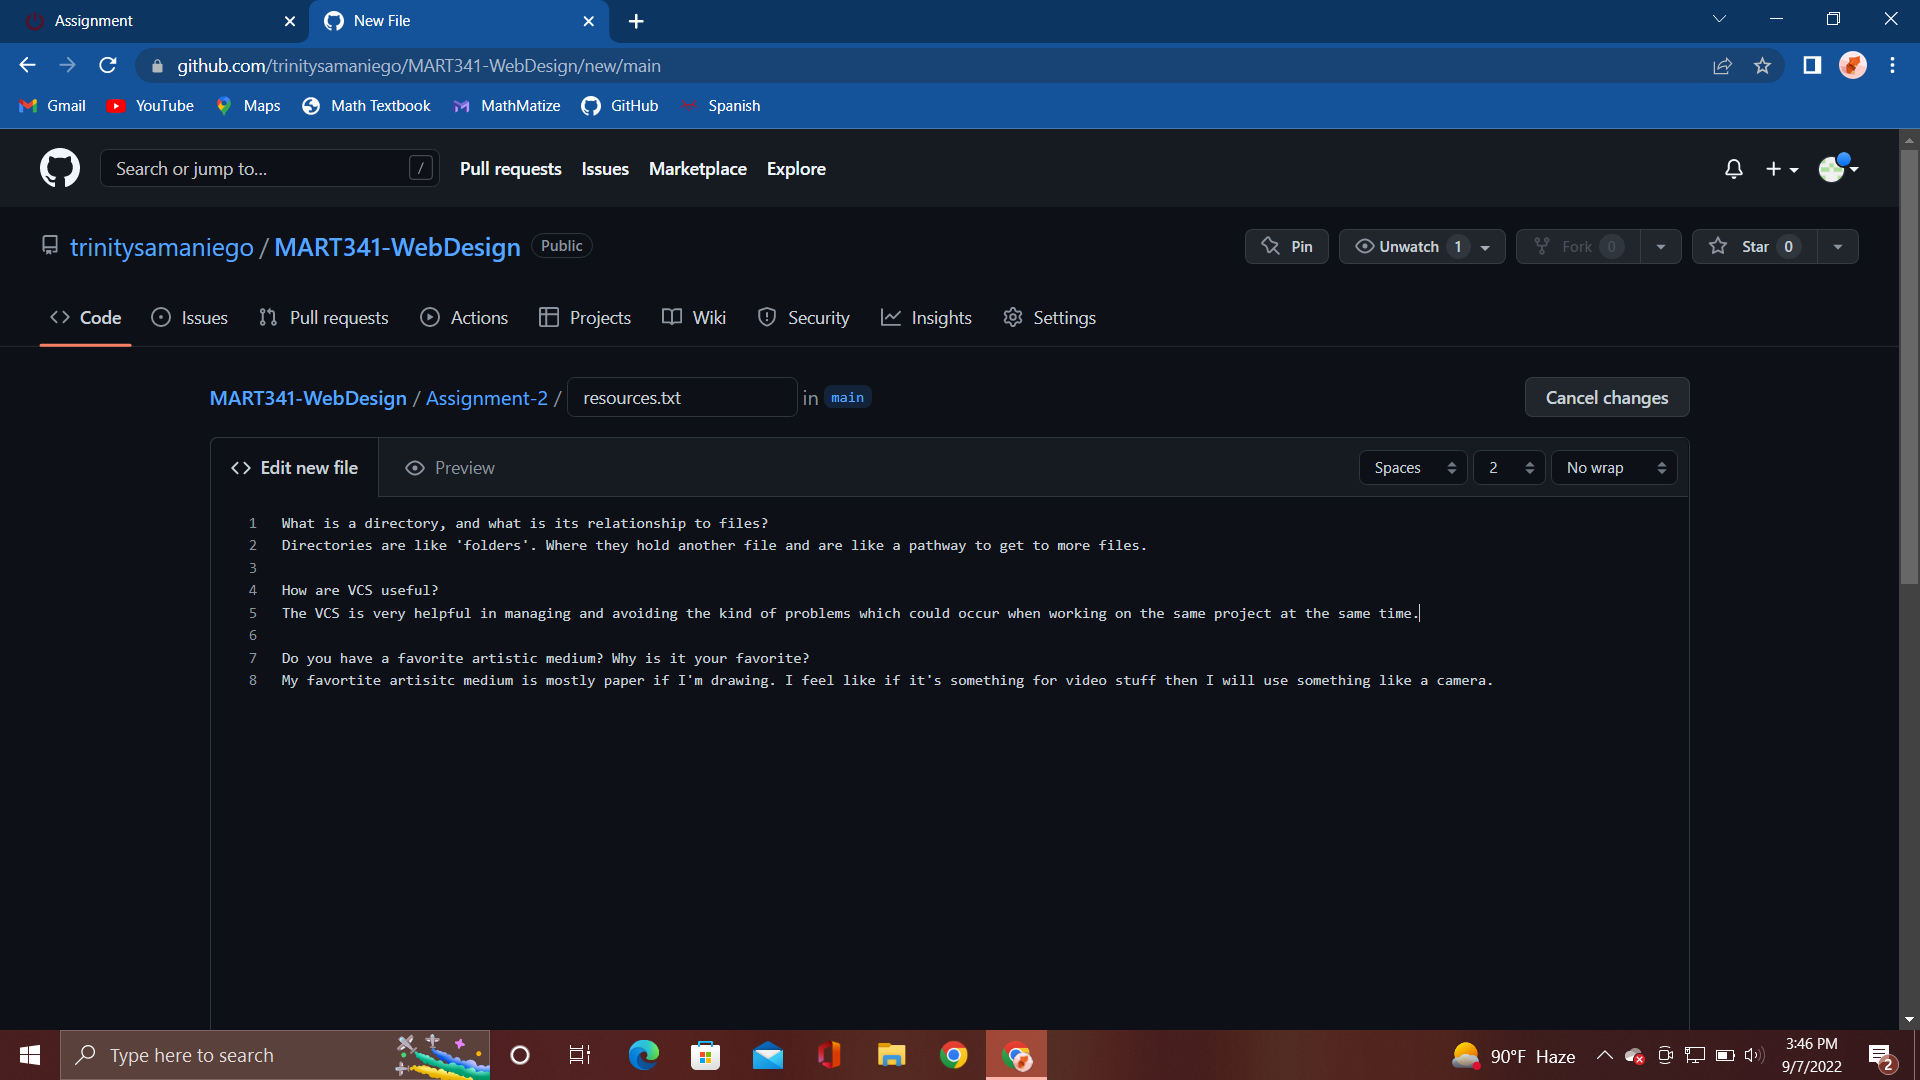 Assignment
New File
github.com/trinitysamaniego/MART341-WebDesign/new/main
Gmail YouTube Maps Math Textbook MathMatize GitHub Spanish
Search or jump to... / Pull requests Issues Marketplace Explore
trinitysamaniego / MART341-WebDesign Public Pin Unwatch 1 Fork 0 Star 0
Code Issues Pull requests Actions Projects Wiki Security Insights Settings
MART341-WebDesign / Assignment-2 / resources.txt in main Cancel changes
Edit new file Preview Spaces 2 No wrap
1 What is a directory, and what is its relationship to files?
2 Directories are like 'folders'. Where they hold another file and are like a pathway to get to more files.
3
4 How are VCS useful?
5 The VCS is very helpful in managing and avoiding the kind of problems which could occur when working on the same project at the same time.
6
7 Do you have a favorite artistic medium? Why is it your favorite?
8 My favortite artisitc medium is mostly paper if I'm drawing. I feel like if it's something for video stuff then I will use something like a camera.
Type here to search 90°F Haze 3:46 PM
9/7/2022 2